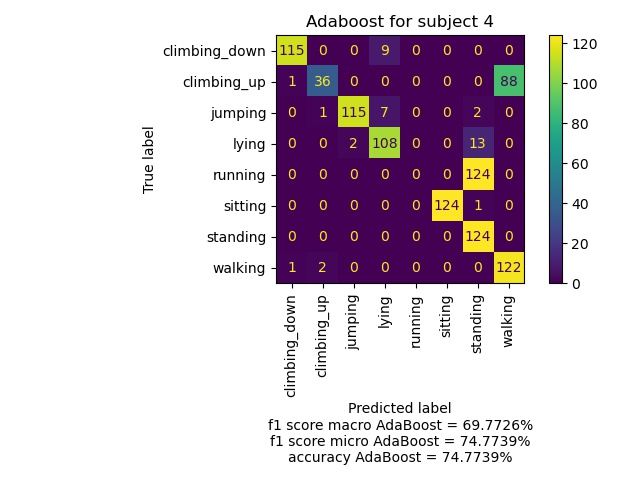 Adaboost for subject 4
True label
climbing_down 115 0 0 9 0 0 0 0
climbing_up 1 36 0 0 0 0 0 88
jumping 0 1 115 7 0 0 2 0
lying 0 0 2 108 0 0 13 0
running 0 0 0 0 0 0 124 0
sitting 0 0 0 0 0 124 1 0
standing 0 0 0 0 0 0 124 0
walking 1 2 0 0 0 0 0 122
climbing_down climbing_up jumping lying running sitting standing walking
120
100
80
60
40
20
0
Predicted label
f1 score macro AdaBoost = 69.7726%
f1 score micro AdaBoost = 74.7739%
accuracy AdaBoost = 74.7739%